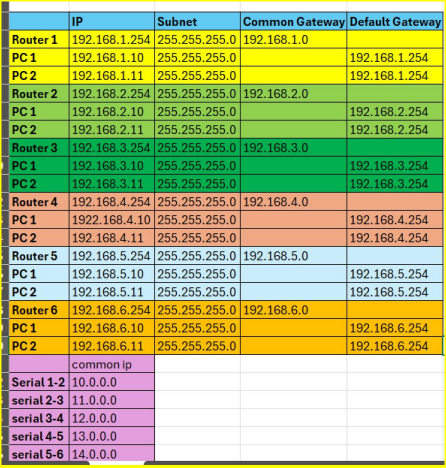 IP Subnet Common Gateway Default Gateway
Router 1 192.168.1.254 255.255.255.0 192.168.1.0
PC 1 192.168.1.10 255.255.255.0 192.168.1.254
PC 2 192.168.1.11 255.255.255.0 192.168.1.254
Router 2 192.168.2.254 255.255.255.0 192.168.2.0
PC 1 192.168.2.10 255.255.255.0 192.168.2.254
PC 2 192.168.2.11 255.255.255.0 192.168.2.254
Router 3 192.168.3.254 255.255.255.0 192.168.3.0
PC 1 192.168.3.10 255.255.255.0 192.168.3.254
PC 2 192.168.3.11 255.255.255.0 192.168.3.254
Router 4 192.168.4.254 255.255.255.0 192.168.4.0
PC 1 1922.168.4.10 255.255.255.0 192.168.4.254
PC 2 192.168.4.11 255.255.255.0 192.168.4.254
Router 5 192.168.5.254 255.255.255.0 192.168.5.0
PC 1 192.168.5.10 255.255.255.0 192.168.5.254
PC 2 192.168.5.11 255.255.255.0 192.168.5.254
Router 6 192.168.6.254 255.255.255.0 192.168.6.0
PC 1 192.168.6.10 255.255.255.0 192.168.6.254
PC 2 192.168.6.11 255.255.255.0 192.168.6.254
common ip
Serial 1-2 10.0.0.0
serial 2-3 11.0.0.0
serial 3-4 12.0.0.0
serial 4-5 13.0.0.0
serial 5-6 14.0.0.0